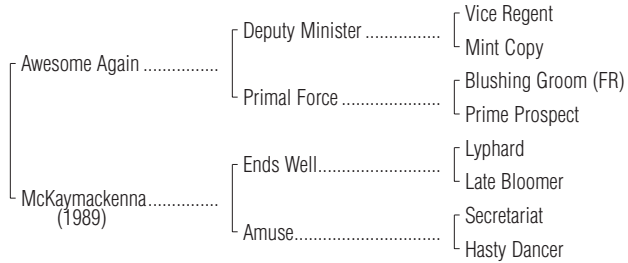 Vice Regent
Deputy Minister ..................
Mint Copy
Awesome Again ...............
Blushing Groom (FR)
Primal Force .......................
Prime Prospect
Lyphard
Ends Well............................
Late Bloomer
McKaymackenna..............
(1989)
Secretariat
Amuse.................................
Hasty Dancer